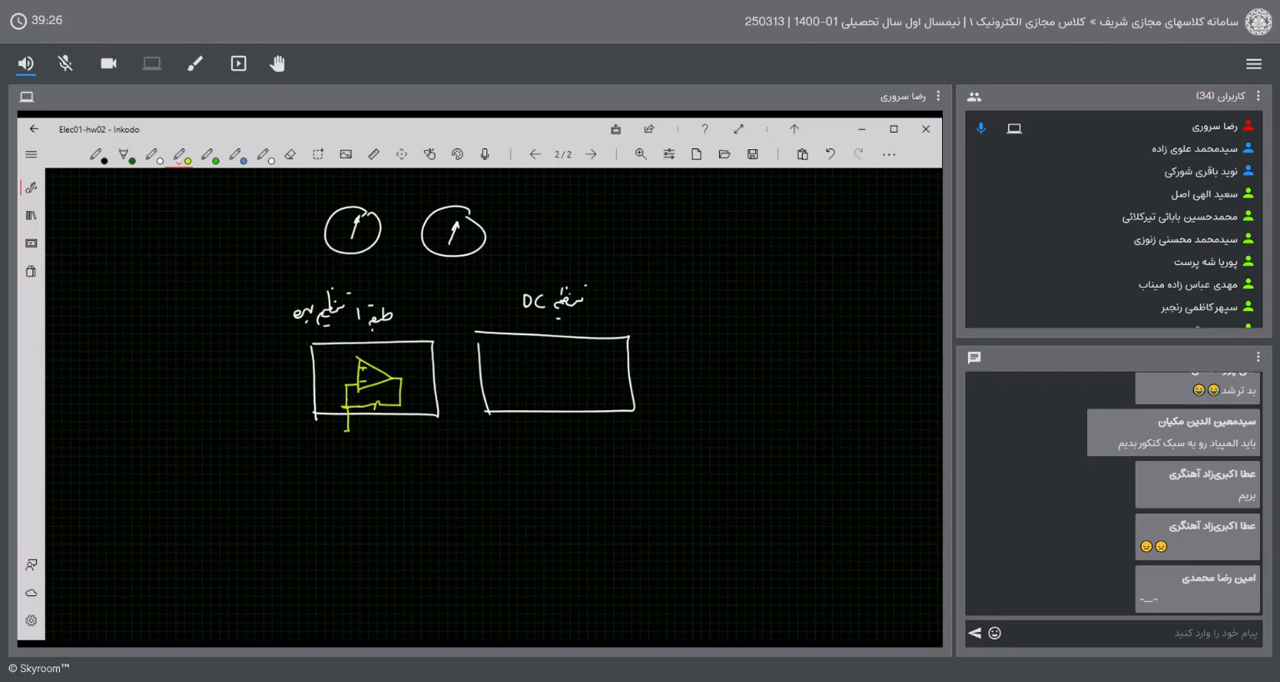 39:26
سامانه کلاسهای مجازی شریف » کلاس مجازی الکترونیک ۱ | نیمسال اول سال تحصیلی 01-1400 | 250313
رضا سروری
Elec01-hw02 - Inkodo
2/2
تنظیم DC
طبقه ۱ تنظیم بهره
کاربران (34)
رضا سروری
سیدمحمد علوی زاده
نوید باقری شورکی
سعید الهی اصل
محمدحسین بابائی تیرکلائی
سیدمحمد محسنی زنوزی
پوریا شه پرست
مهدی عباس زاده میناب
سپهرکاظمی رنجبر
بد تر شد😂😂
سیدمعین الدین مکیان
باید المپیاد رو به سبک کنکور بدیم
عطا اکبری‌زاد آهنگری
بریم
عطا اکبری‌زاد آهنگری
امین رضا محمدی
-__-
پیام خود را وارد کنید
© Skyroom™